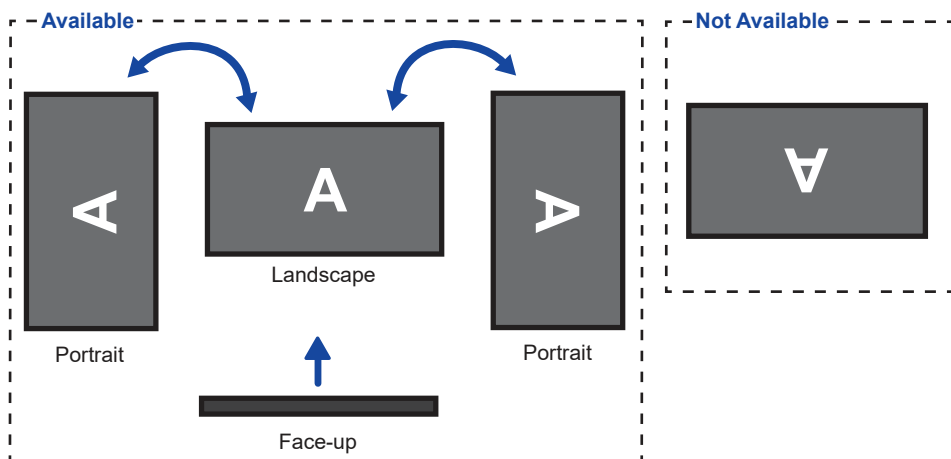 Available
Not Available
A
A
A
A
Landscape
Portrait
Portrait
Face-up